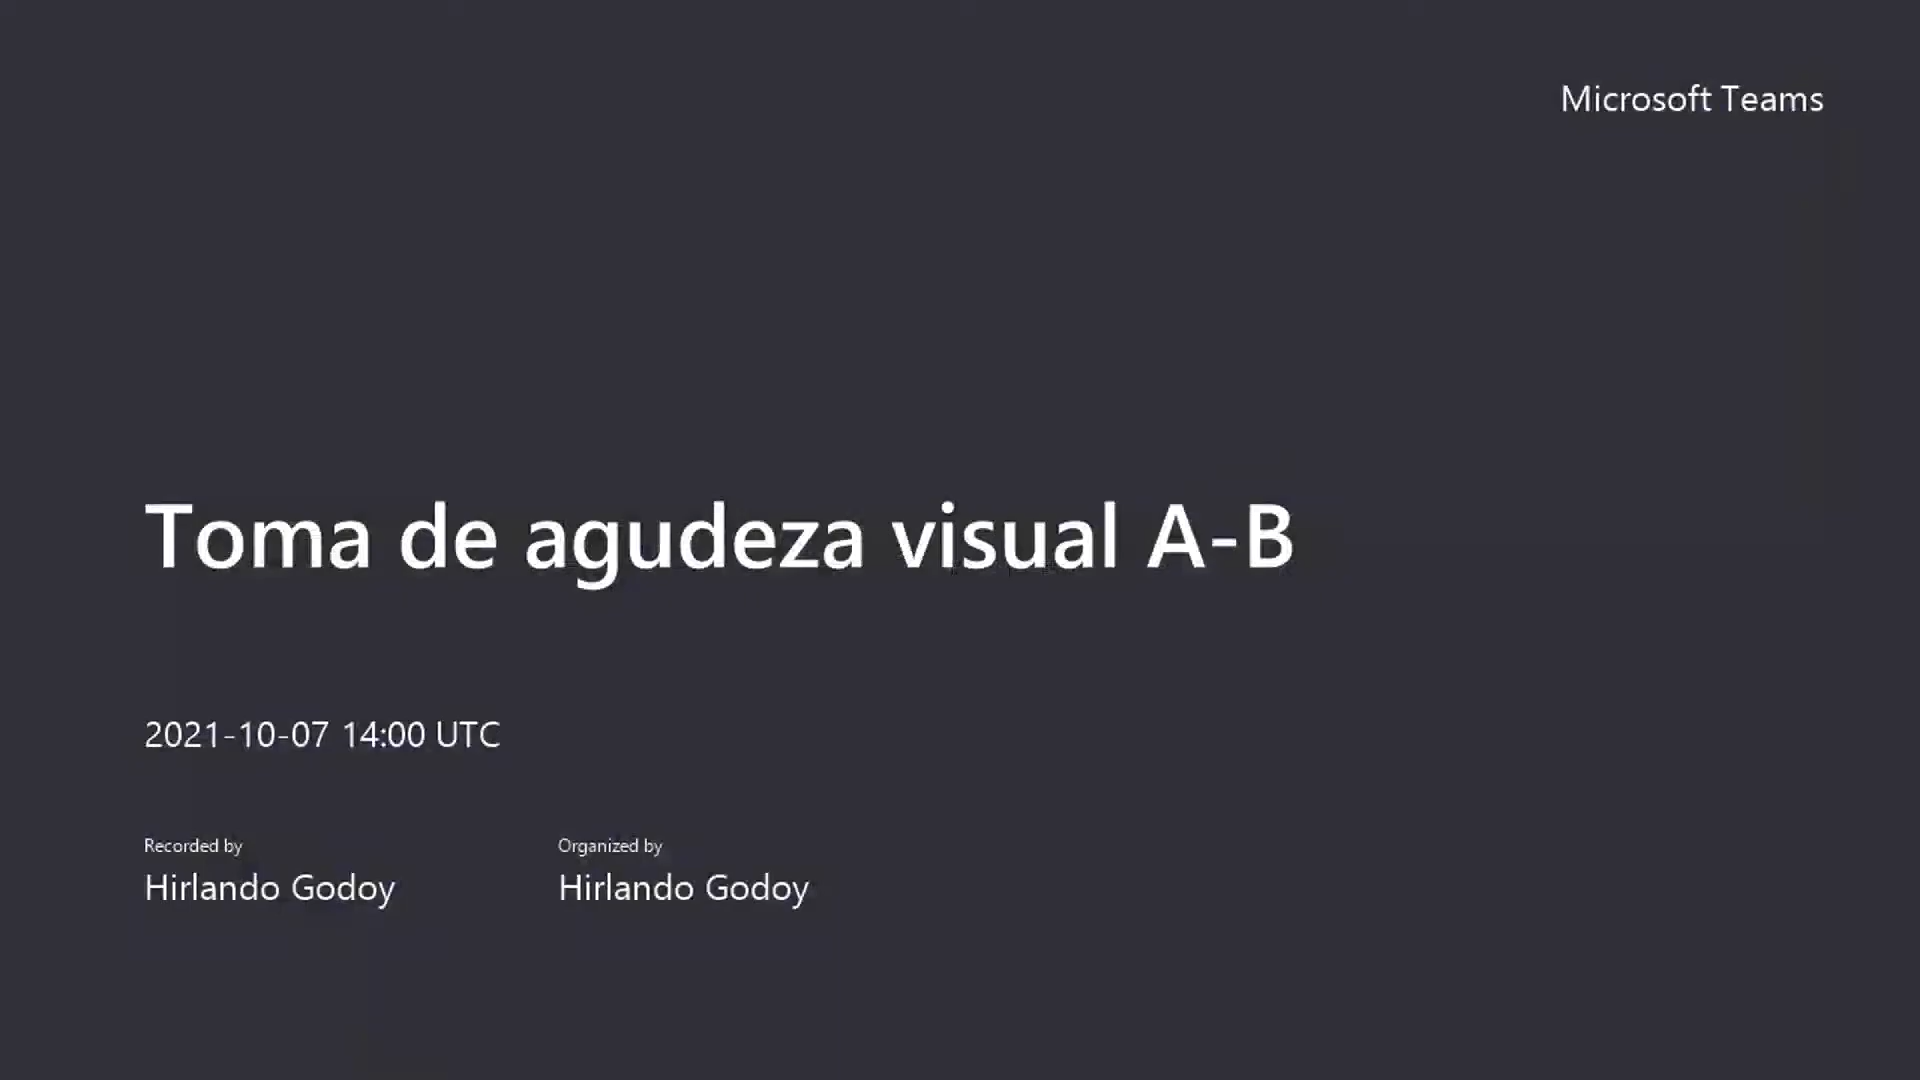 Microsoft Teams
Toma de agudeza visual A-B
2021-10-07 14:00 UTC
Recorded by
Hirlando Godoy
Organized by
Hirlando Godoy